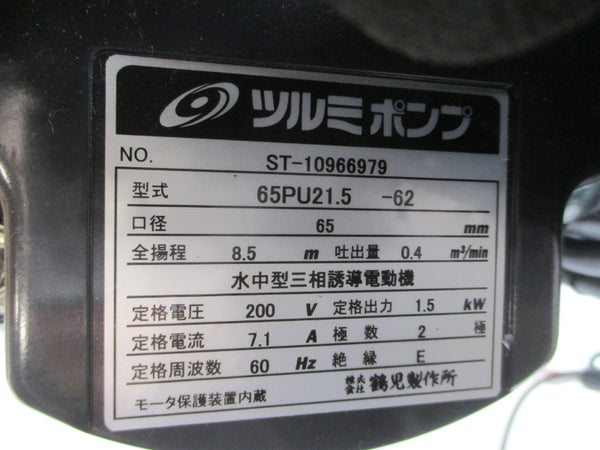 ツルミポンプ
NO. ST-10966979
型式 65PU21.5 -62
口径 65 mm
全揚程 8.5 m 吐出量 0.4 m³/min
水中型三相誘導電動機
定格電圧 200 V 定格出力 1.5 kW
定格電流 7.1 A 極数 2 極
定格周波数 60 Hz 絶縁 E
モータ保護装置内蔵 株式会社 鶴見製作所